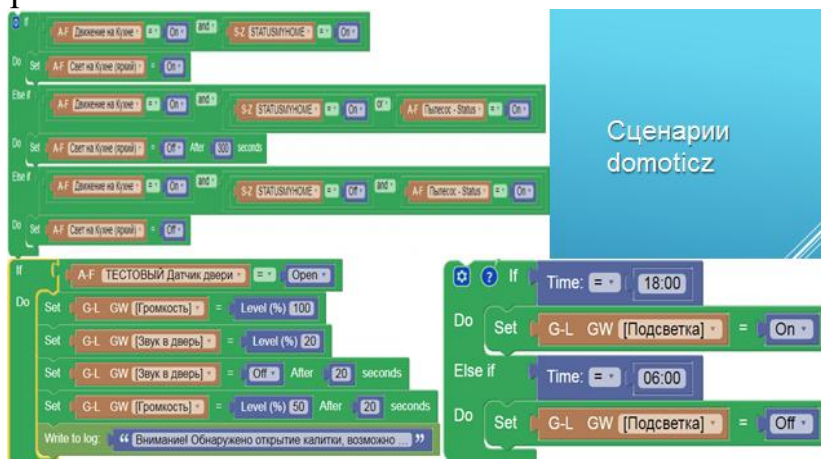 If A-F Движение на Кухне = On and S-Z STATUSMYHOME = On
Do Set A-F Свет на Кухне (яркий) = On
Else if A-F Движение на Кухне = On and S-Z STATUSMYHOME = On or A-F Пылесос - Status = On
Do Set A-F Свет на Кухне (яркий) = Off After 300 seconds
Else if A-F Движение на Кухне = On and S-Z STATUSMYHOME = Off and A-F Пылесос - Status = On
Do Set A-F Свет на Кухне (яркий) = Off
Сценарии
domoticz
If A-F ТЕСТОВЫЙ Датчик двери = Open
Do Set G-L GW [Громкость] = Level (%) 100
Set G-L GW [Звук в дверь] = Level (%) 20
Set G-L GW [Звук в дверь] = Off After 20 seconds
Set G-L GW [Громкость] = Level (%) 50 After 20 seconds
Write to log: “ Внимание! Обнаружено открытие калитки, возможно ... ”
? If Time: = 18:00
Do Set G-L GW [Подсветка] = On
Else if Time: = 06:00
Do Set G-L GW [Подсветка] = Off